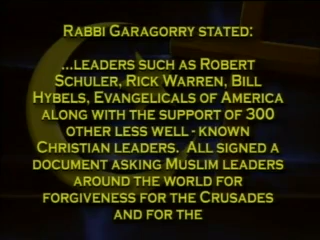 Rabbi Garagorry stated:
...leaders such as Robert
Schuler, Rick Warren, Bill
Hybels, Evangelicals of America
along with the support of 300
other less well - known
Christian leaders. All signed a
document asking Muslim leaders
around the world for
forgiveness for the Crusades
and for the